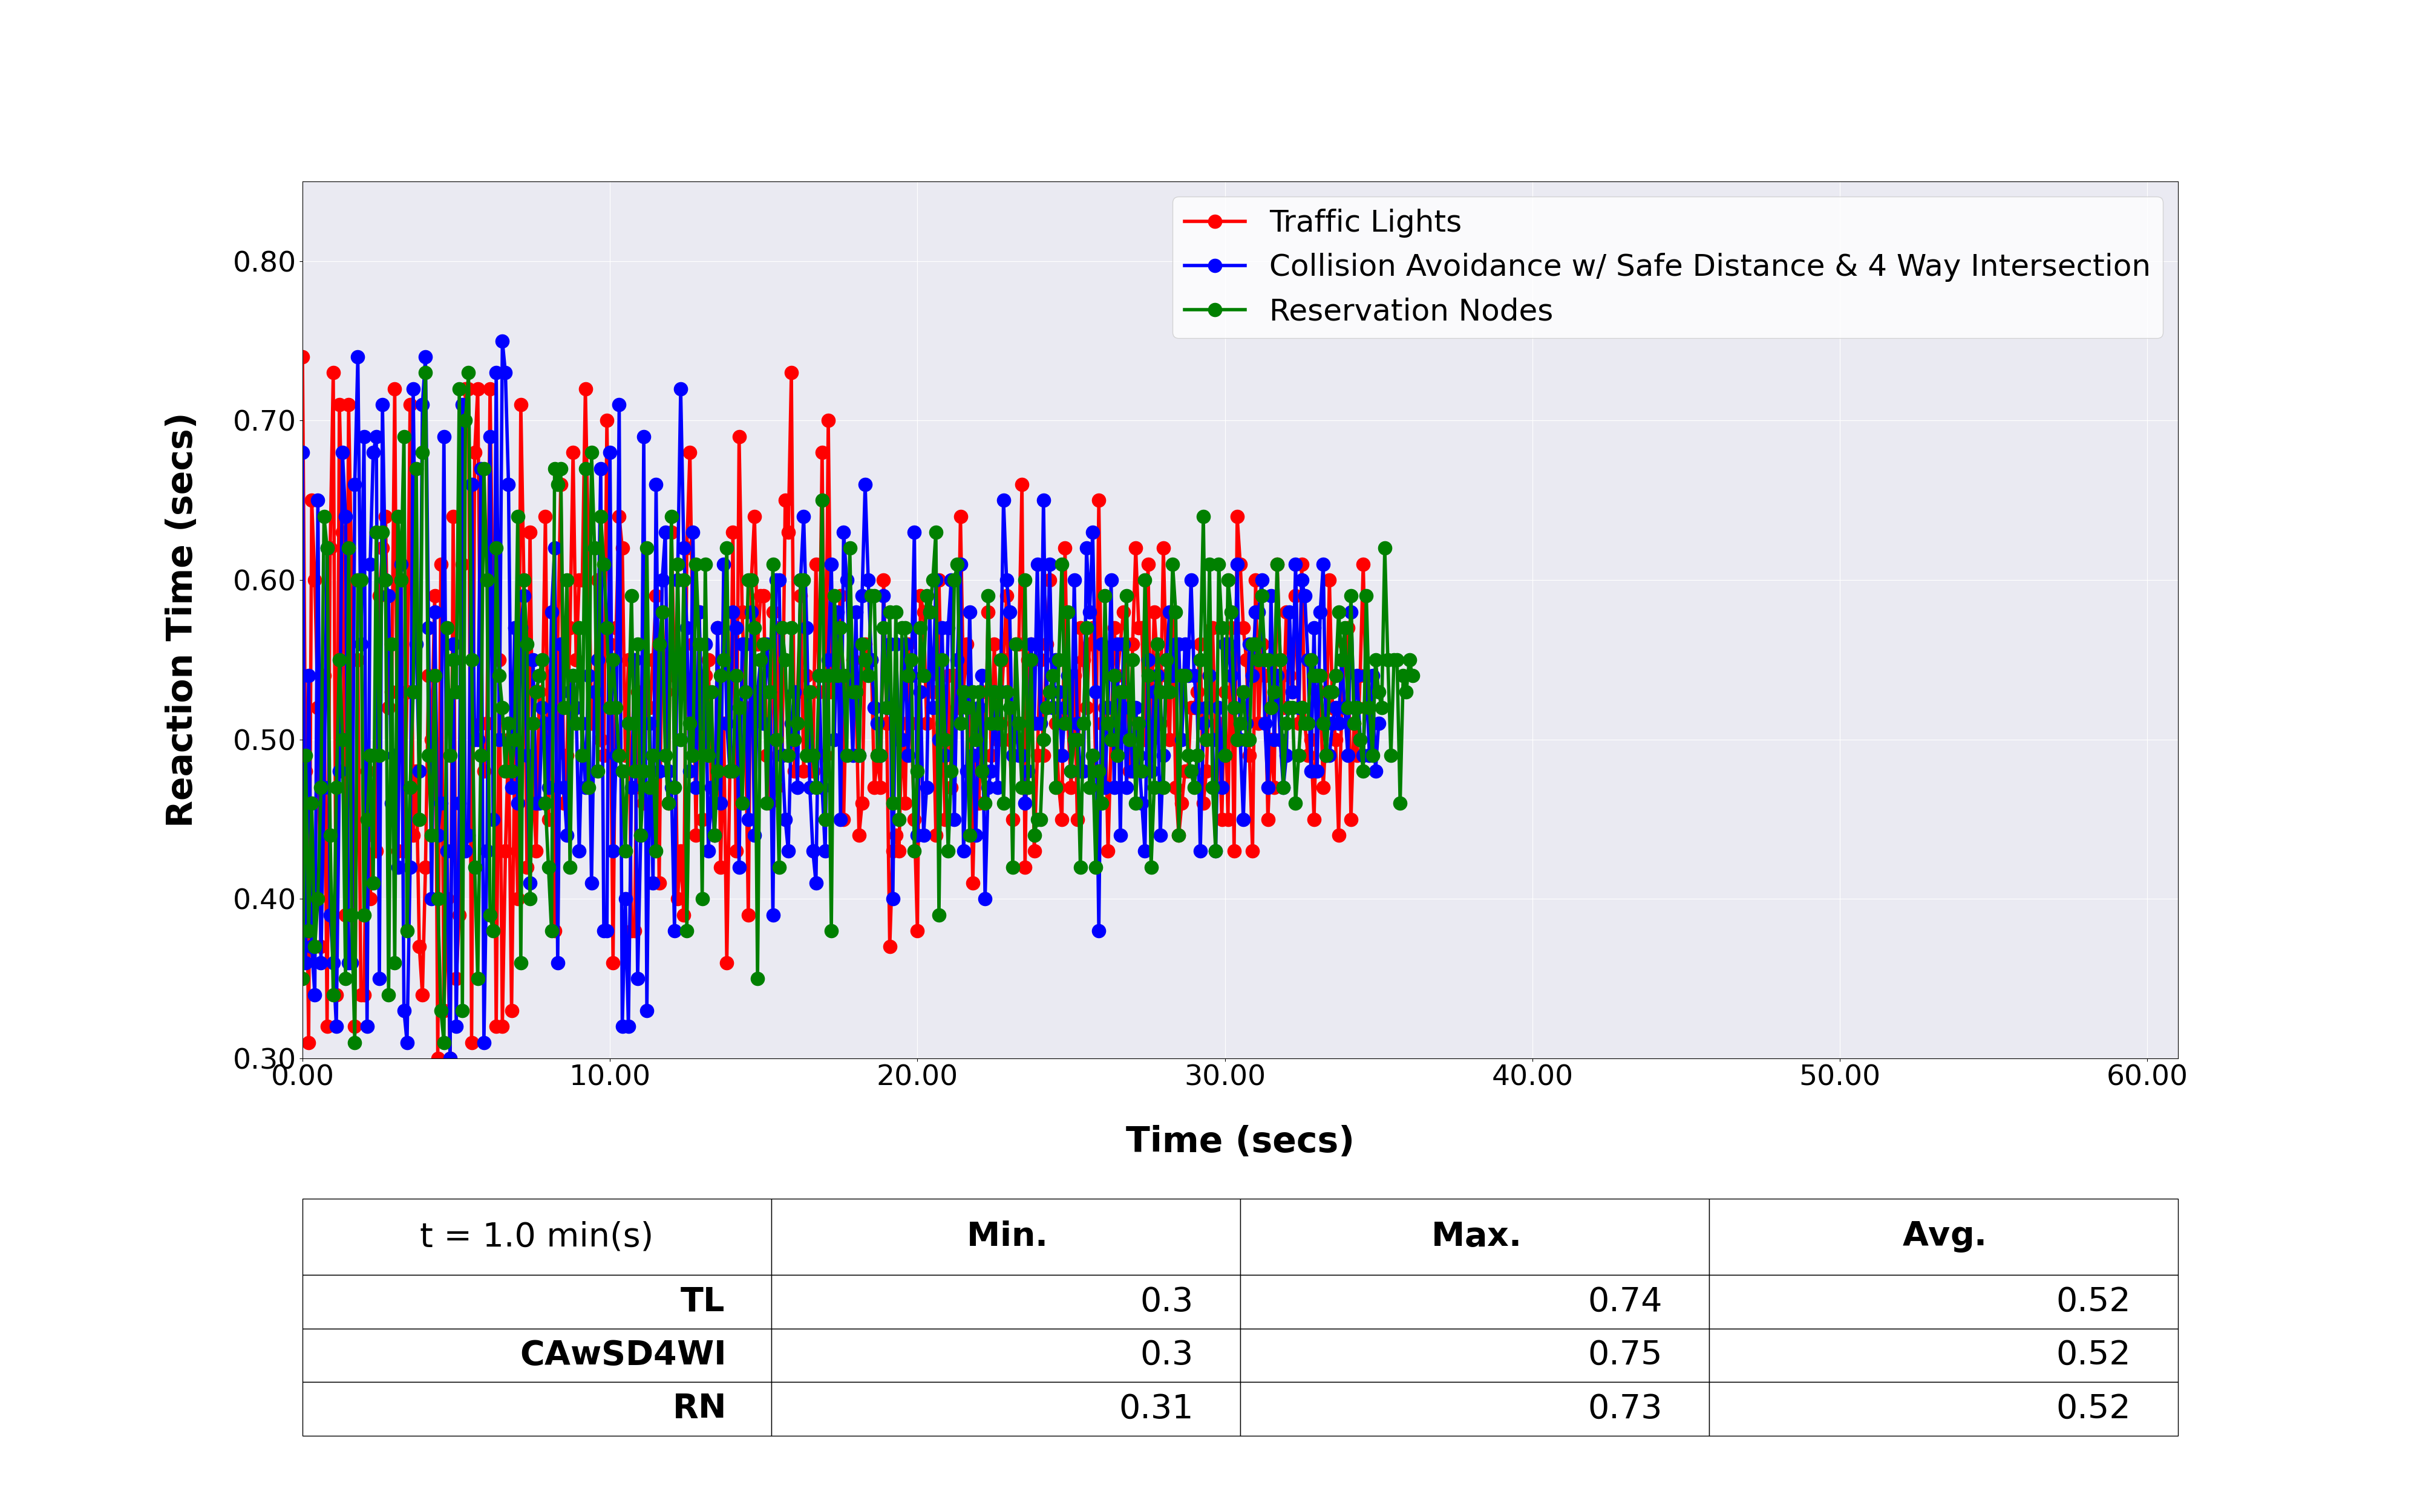 Traffic Lights
Collision Avoidance w/ Safe Distance & 4 Way Intersection
Reservation Nodes
Reaction Time (secs)
0.80
0.70
0.60
0.50
0.40
0.30
0.00 10.00 20.00 30.00 40.00 50.00 60.00
Time (secs)
t = 1.0 min(s) Min. Max. Avg.
TL 0.3 0.74 0.52
CAwSD4WI 0.3 0.75 0.52
RN 0.31 0.73 0.52